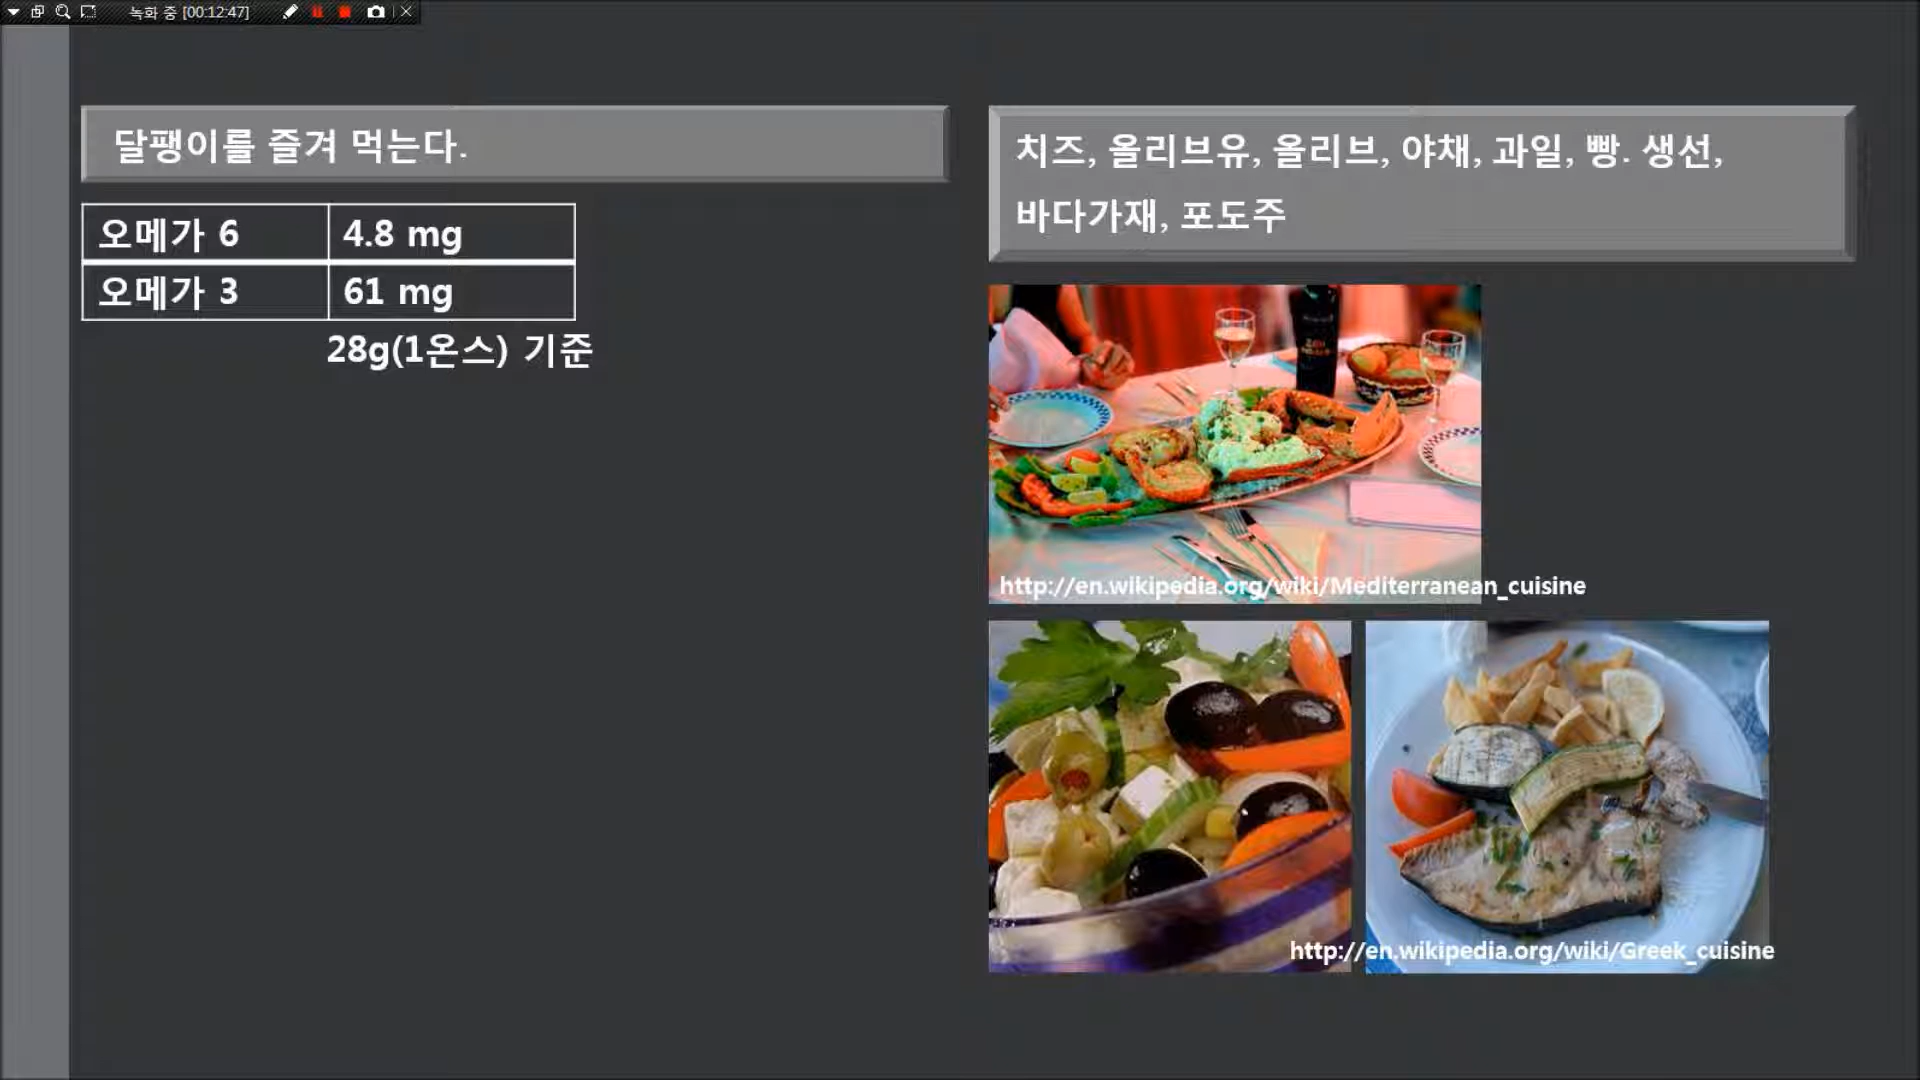 녹화 중 [00:12:47]
달팽이를 즐겨 먹는다.
오메가 6 4.8 mg
오메가 3 61 mg
28g(1온스) 기준
치즈, 올리브유, 올리브, 야채, 과일, 빵. 생선,
바다가재, 포도주
http://en.wikipedia.org/wiki/Mediterranean_cuisine
http://en.wikipedia.org/wiki/Greek_cuisine